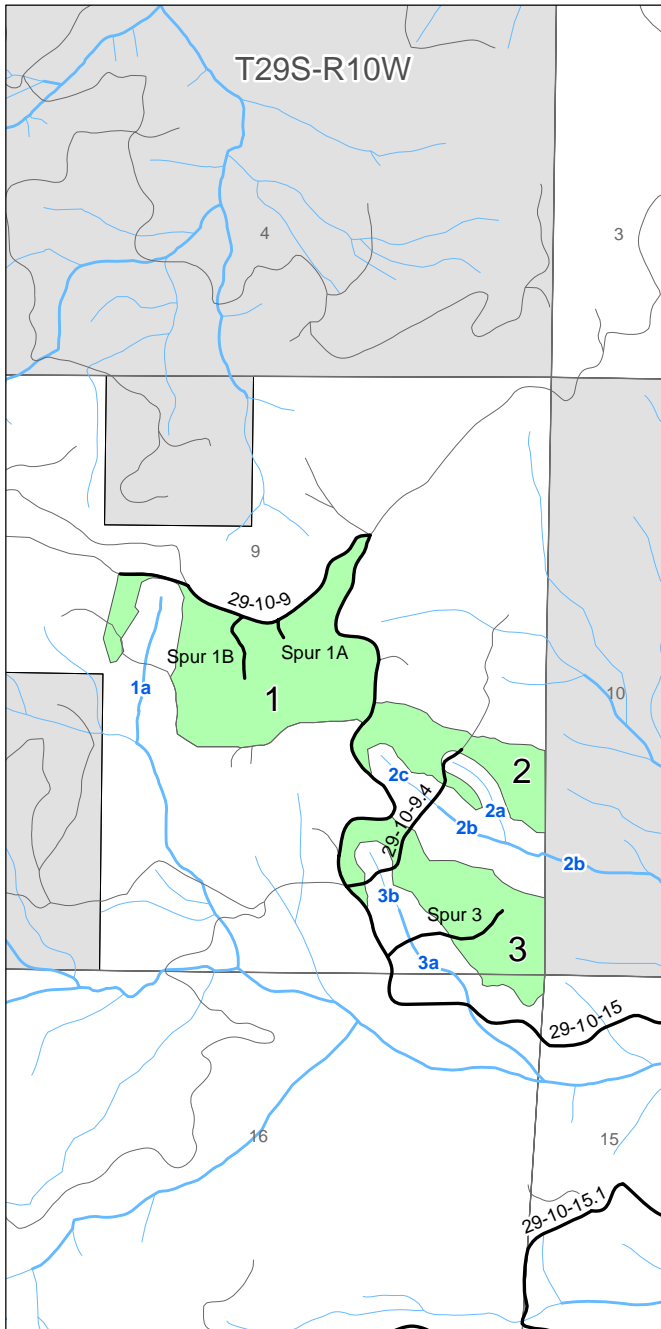 T29S-R10W
4
3
9
29-10-9
Spur 1B
Spur 1A
1a
1
10
2
2c
2a
29-10-9.4
2b
2b
3b
Spur 3
3
3a
29-10-15
16
15
29-10-15.1